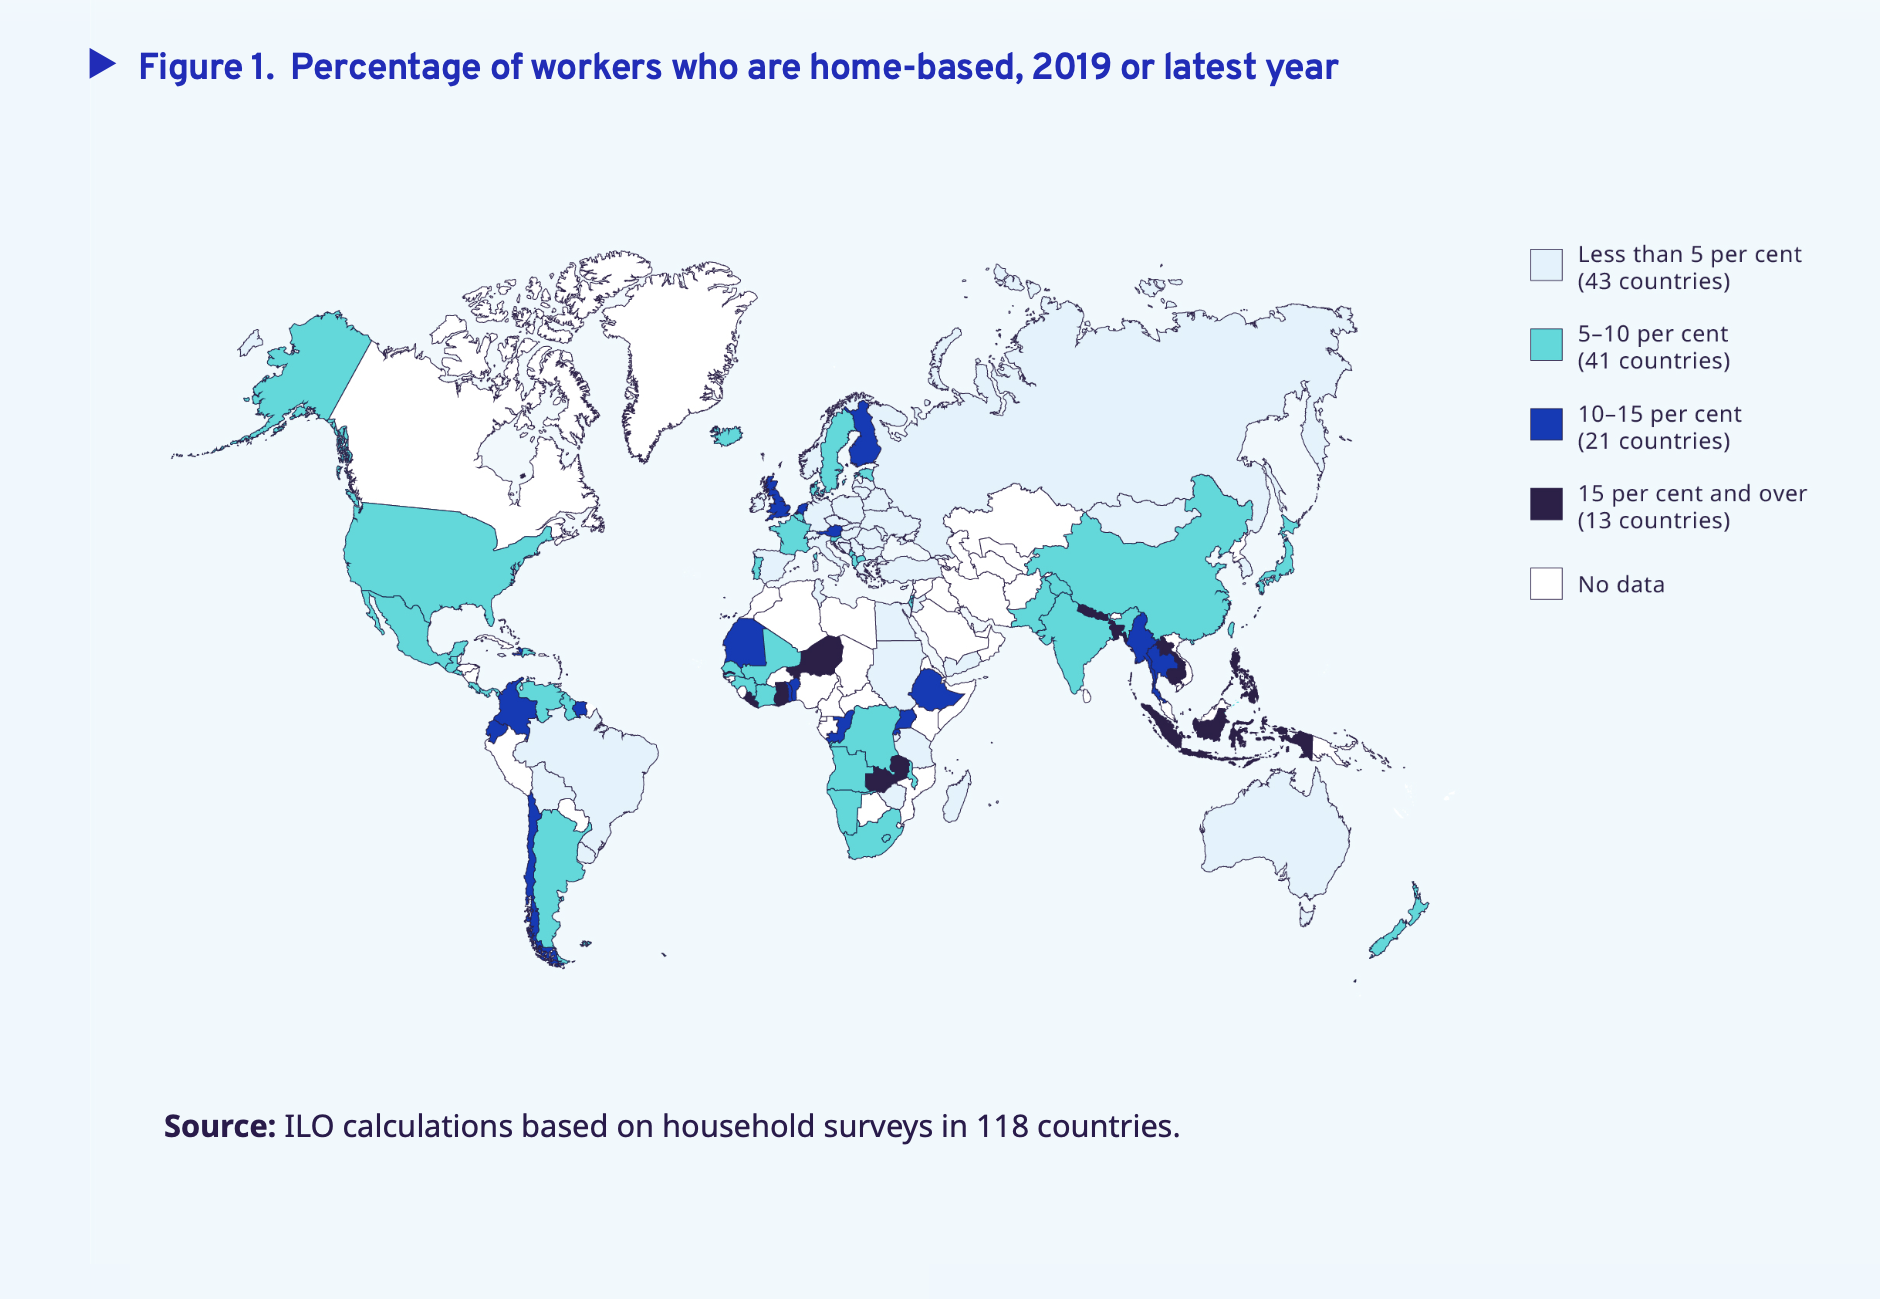 Figure 1. Percentage of workers who are home-based, 2019 or latest year
Less than 5 per cent
(43 countries)
5–10 per cent
(41 countries)
10–15 per cent
(21 countries)
15 per cent and over
(13 countries)
No data
Source: ILO calculations based on household surveys in 118 countries.